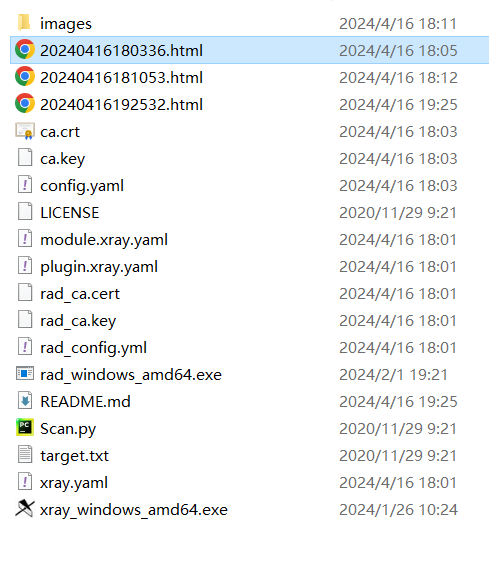 images 2024/4/16 18:11
20240416180336.html 2024/4/16 18:05
20240416181053.html 2024/4/16 18:12
20240416192532.html 2024/4/16 19:25
ca.crt 2024/4/16 18:03
ca.key 2024/4/16 18:03
config.yaml 2024/4/16 18:03
LICENSE 2020/11/29 9:21
module.xray.yaml 2024/4/16 18:01
plugin.xray.yaml 2024/4/16 18:01
rad_ca.cert 2024/4/16 18:01
rad_ca.key 2024/4/16 18:01
rad_config.yml 2024/4/16 18:01
rad_windows_amd64.exe 2024/2/1 19:21
README.md 2024/4/16 19:25
PC Scan.py 2020/11/29 9:21
target.txt 2020/11/29 9:21
xray.yaml 2024/4/16 18:01
xray_windows_amd64.exe 2024/1/26 10:24